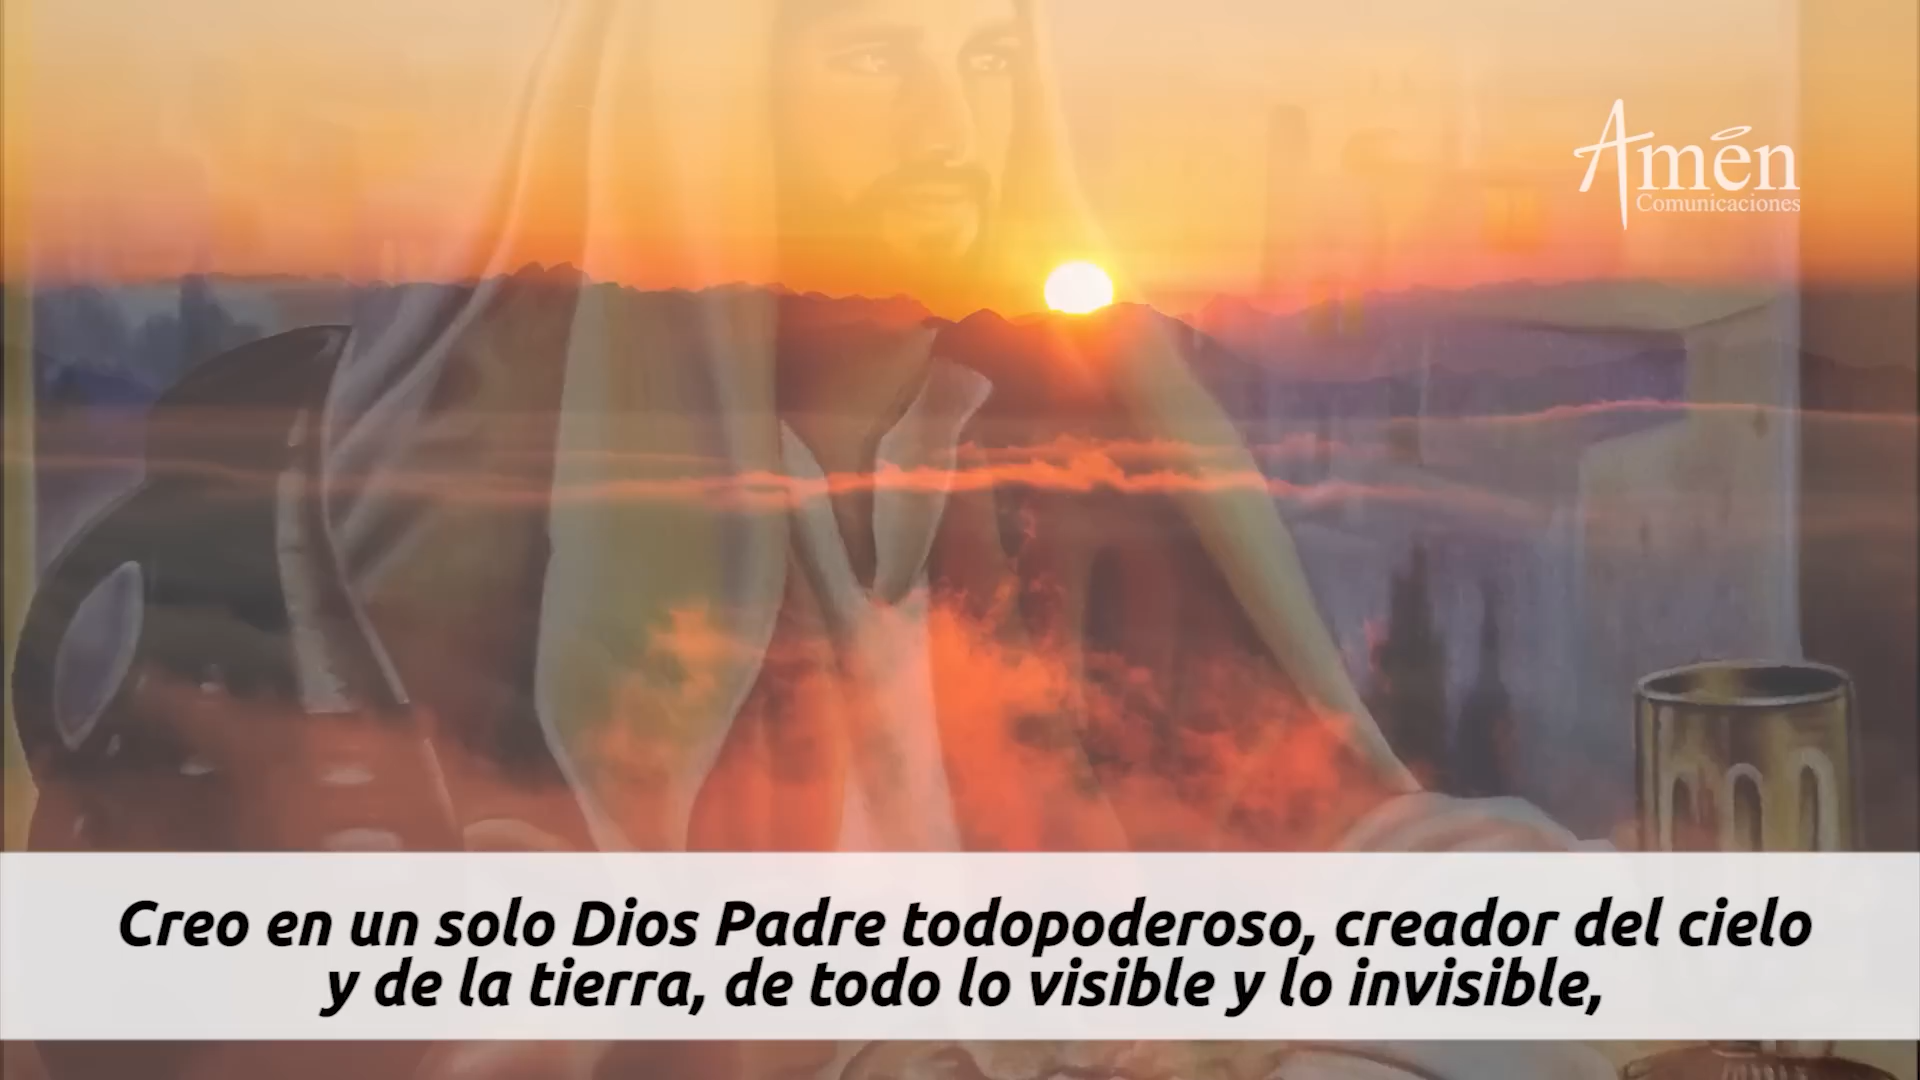 Amén
Comunicaciones
Creo en un solo Dios Padre todopoderoso, creador del cielo
y de la tierra, de todo lo visible y lo invisible,